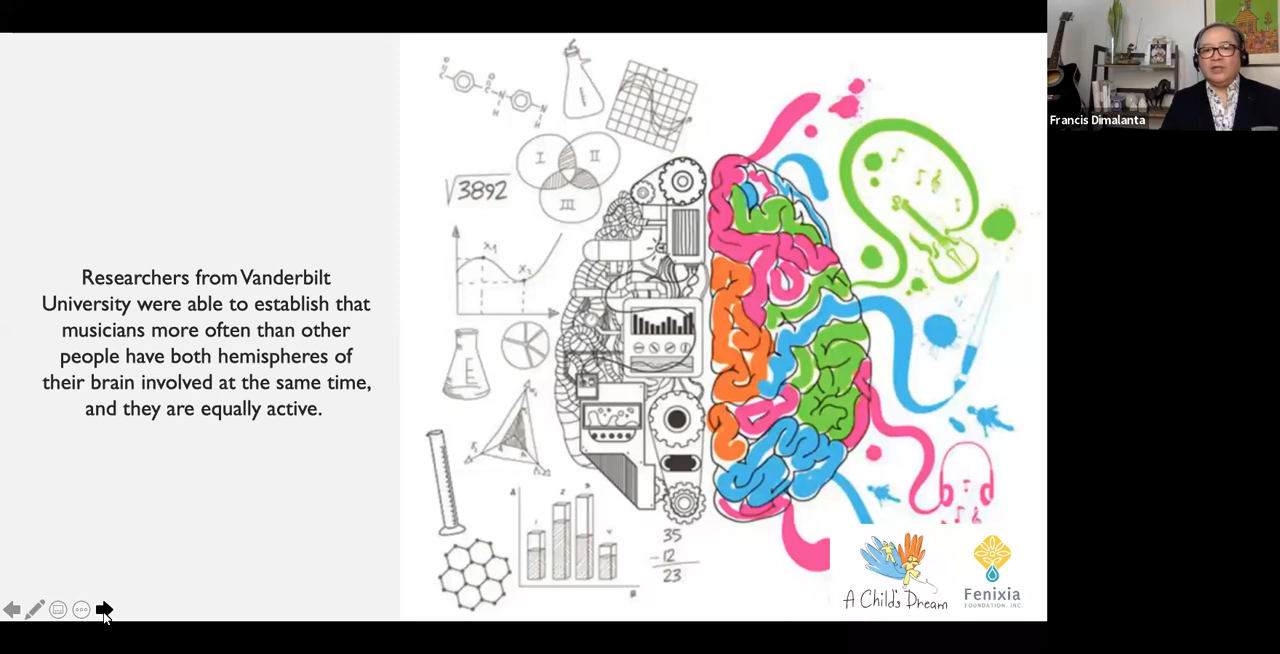 Francis Dimalanta
Researchers from Vanderbilt
University were able to establish that
musicians more often than other
people have both hemispheres of
their brain involved at the same time,
and they are equally active.
I II
III
√3892
35
-12
23
A Child's Dream
Fenixia
FOUNDATION, INC.